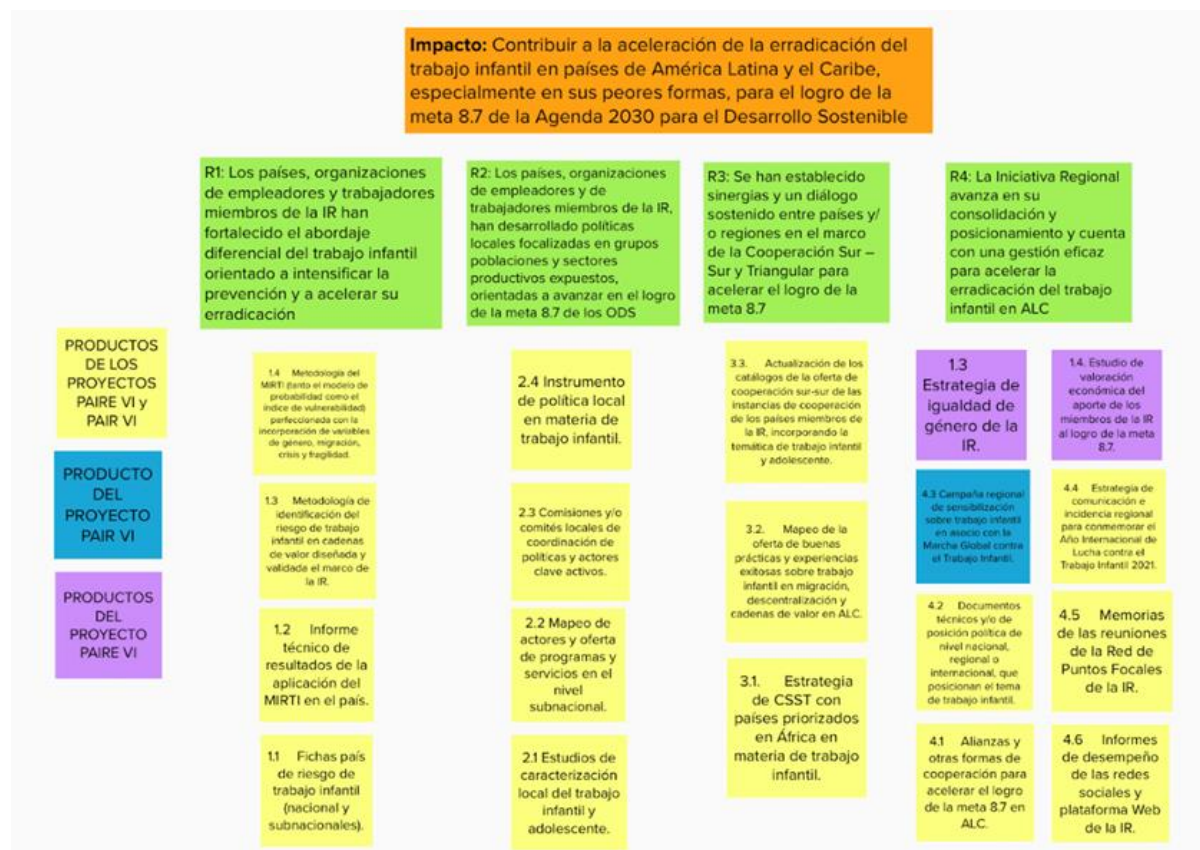 Impacto: Contribuir a la aceleración de la erradicación del
trabajo infantil en países de América Latina y el Caribe,
especialmente en sus peores formas, para el logro de la
meta 8.7 de la Agenda 2030 para el Desarrollo Sostenible
R1: Los países, organizaciones
de empleadores y trabajadores
miembros de la IR han
fortalecido el abordaje
diferencial del trabajo infantil
orientado a intensificar la
prevención y a acelerar su
erradicación
R2: Los países, organizaciones
de empleadores y de
trabajadores miembros de la IR,
han desarrollado políticas
locales focalizadas en grupos
poblaciones y sectores
productivos expuestos,
orientadas a avanzar en el logro
de la meta 8.7 de los ODS
R3: Se han establecido
sinergias y un diálogo
sostenido entre países y/
o regiones en el marco
de la Cooperación Sur –
Sur y Triangular para
acelerar el logro de la
meta 8.7
R4: La Iniciativa Regional
avanza en su
consolidación y
posicionamiento y cuenta
con una gestión eficaz
para acelerar la
erradicación del trabajo
infantil en ALC
PRODUCTOS
DE LOS
PROYECTOS
PAIRE VI y
PAIR VI
PRODUCTO
DEL
PROYECTO
PAIR VI
PRODUCTOS
DEL
PROYECTO
PAIRE VI
1.4 Metodología del
MIRTI (tanto el modelo de
probabilidad como el
índice de vulnerabilidad)
perfeccionada con la
incorporación de variables
de género, migración,
crisis y fragilidad.
1.3 Metodología de
identificación del
riesgo de trabajo
infantil en cadenas
de valor diseñada y
validada el marco de
la IR.
1.2 Informe
técnico de
resultados de la
aplicación del
MIRTI en el país.
1.1 Fichas país
de riesgo de
trabajo infantil
(nacional y
subnacionales).
2.4 Instrumento
de política local
en materia de
trabajo infantil.
2.3 Comisiones y/o
comités locales de
coordinación de
políticas y actores
clave activos.
2.2 Mapeo de
actores y oferta
de programas y
servicios en el
nivel
subnacional.
2.1 Estudios de
caracterización
local del trabajo
infantil y
adolescente.
3.3. Actualización de los
catálogos de la oferta de
cooperación sur-sur de las
instancias de cooperación
de los países miembros de
la IR, incorporando la
temática de trabajo infantil
y adolescente.
3.2. Mapeo de la
oferta de buenas
prácticas y experiencias
exitosas sobre trabajo
infantil en migración,
descentralización y
cadenas de valor en ALC.
3.1. Estrategia
de CSST con
países priorizados
en África en
materia de trabajo
infantil.
1.3
Estrategia de
igualdad de
género de la
IR.
1.4. Estudio de
valoración
económica del
aporte de los
miembros de la IR
al logro de la meta
8.7.
4.3 Campaña regional
de sensibilización
sobre trabajo infantil
en asocio con la
Marcha Global contra
el Trabajo Infantil.
4.4 Estrategia de
comunicación e
incidencia regional
para conmemorar el
Año Internacional de
Lucha contra el
Trabajo Infantil 2021.
4.2 Documentos
técnicos y/o de
posición política de
nivel nacional,
regional o
internacional, que
posicionan el tema
de trabajo infantil.
4.5 Memorias
de las reuniones
de la Red de
Puntos Focales
de la IR.
4.1 Alianzas y
otras formas de
cooperación para
acelerar el logro
de la meta 8.7 en
ALC.
4.6 Informes
de desempeño
de las redes
sociales y
plataforma Web
de la IR.